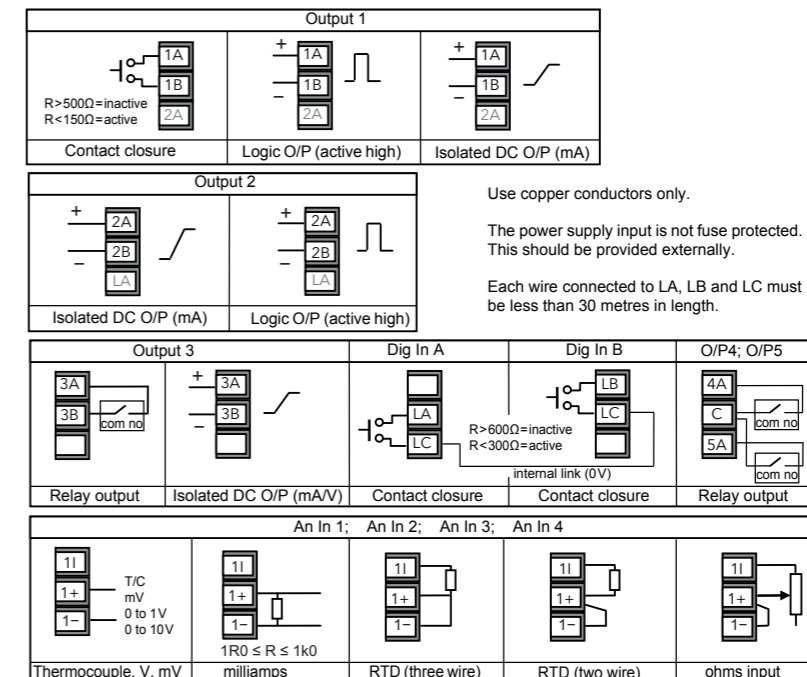 Output 1
1A
1B
2A
R>500Ω=inactive
R<150Ω=active
Contact closure
+
1A
1B
–
2A
Logic O/P (active high)
+
1A
1B
–
2A
Isolated DC O/P (mA)
Output 2
+
2A
2B
–
LA
Isolated DC O/P (mA)
+
2A
2B
–
LA
Logic O/P (active high)
Use copper conductors only.
The power supply input is not fuse protected.
This should be provided externally.
Each wire connected to LA, LB and LC must
be less than 30 metres in length.
Output 3
3A
3B
com no
Relay output
+
3A
3B
–
Isolated DC O/P (mA/V)
Dig In A
LA
LC
Contact closure
R>600Ω=inactive
R<300Ω=active
internal link (0V)
Dig In B
LB
LC
Contact closure
O/P4; O/P5
4A
C
5A
com no
com no
Relay output
An In 1; An In 2; An In 3; An In 4
1I
1+
1−
T/C
mV
0 to 1V
0 to 10V
Thermocouple, V, mV
1I
1+
1−
1R0 ≤ R ≤ 1k0
milliamps
1I
1+
1−
RTD (three wire)
1I
1+
1−
RTD (two wire)
1I
1+
1−
ohms input